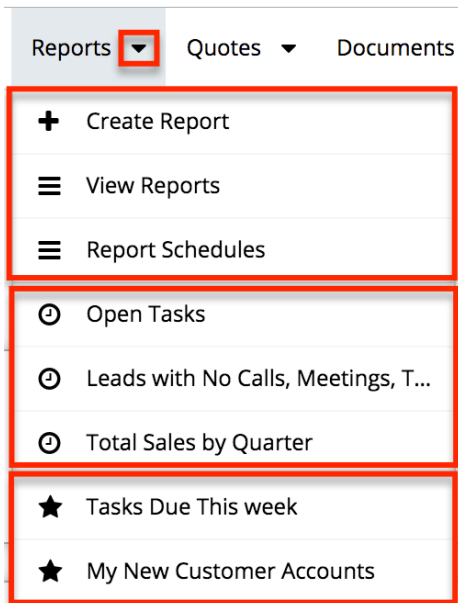 Reports Quotes Documents
Create Report
View Reports
Report Schedules
Open Tasks
Leads with No Calls, Meetings, T...
Total Sales by Quarter
Tasks Due This week
My New Customer Accounts